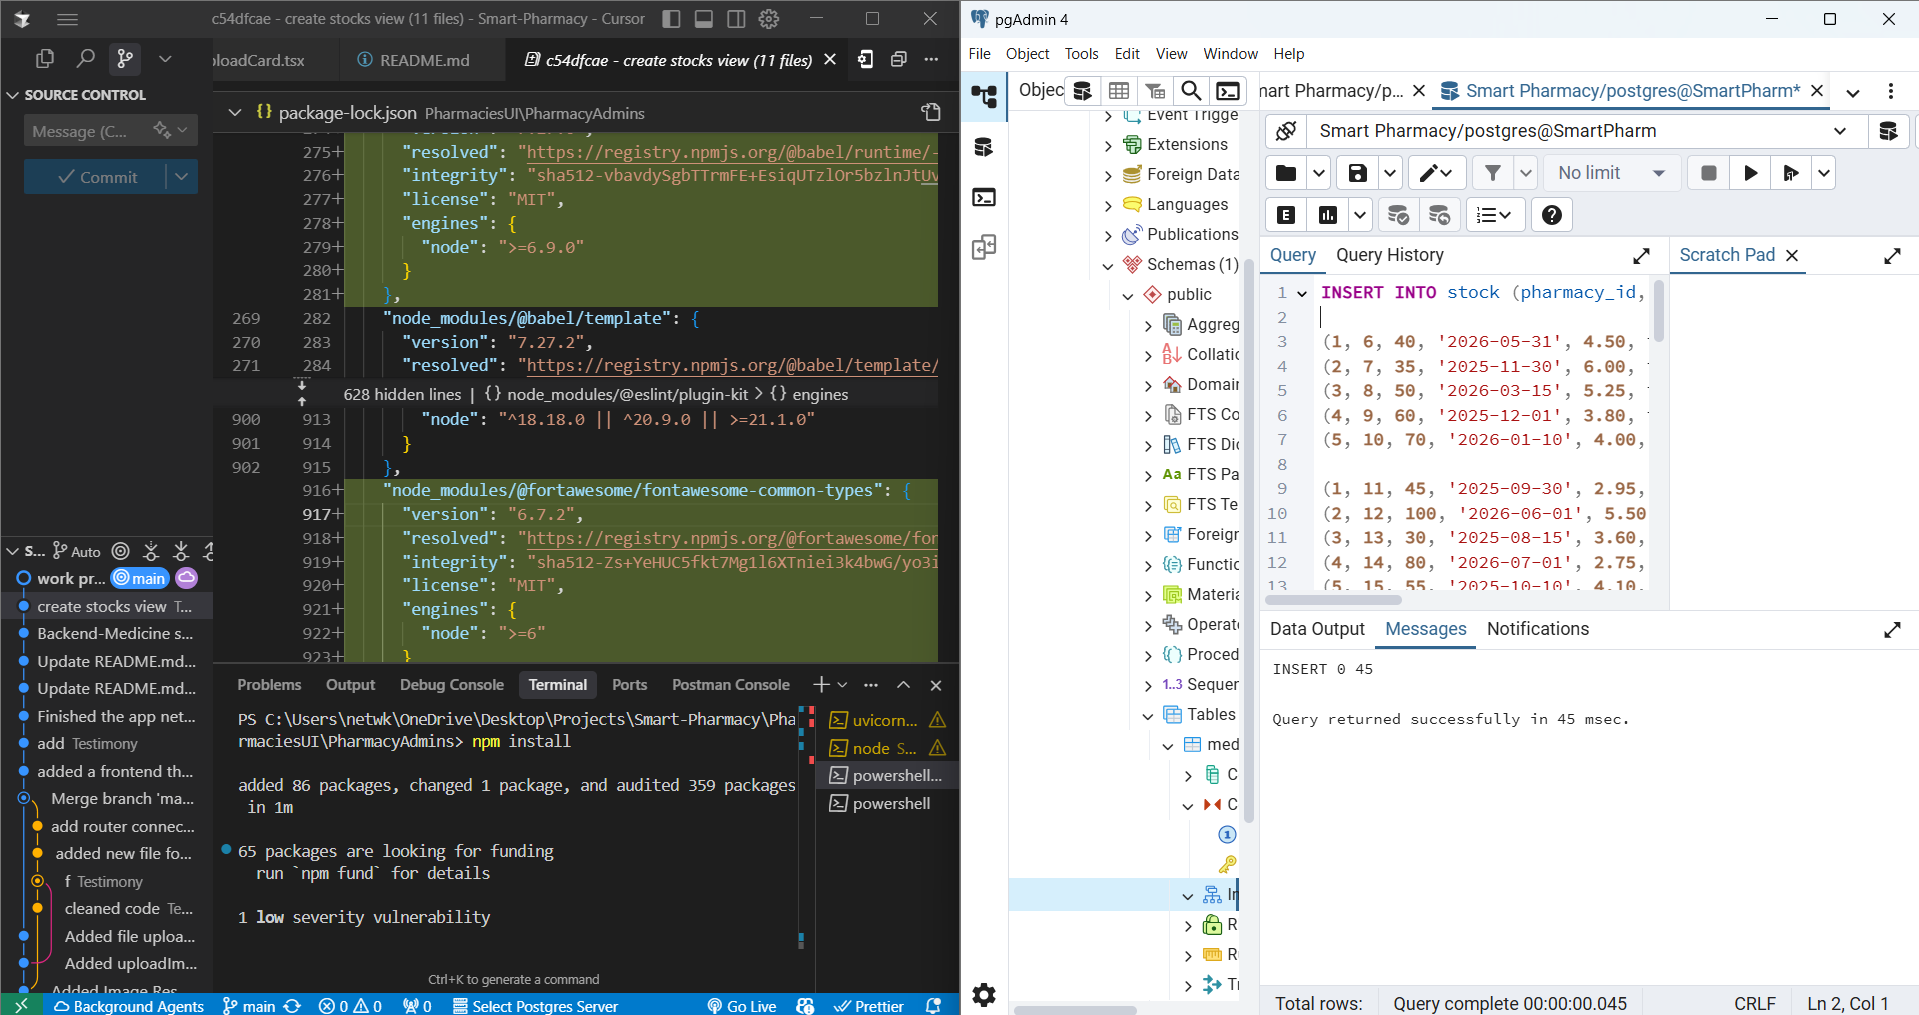 c54dfcae - create stocks view (11 files) - Smart-Pharmacy - Cursor
SOURCE CONTROL
Message (C...
Commit
S...
Auto
work pr...
main
create stocks view T...
Backend-Medicine s...
Update README.md...
Update README.md...
Finished the app net...
add Testimony
added a frontend th...
Merge branch 'ma...
add router connec...
added new file fo...
f Testimony
cleaned code Te...
Added file uploa...
Added uploadIm...
Added Image Res
loadCard.tsx
README.md
c54dfcae - create stocks view (11 files)
{} package-lock.json PharmaciesUI\PharmacyAdmins
275+ "resolved": "https://registry.npmjs.org/@babel/runtime/-
276+ "integrity": "sha512-vbavdySgbTTrmFE+EsiqUTzlOr5bzlnJtUv
277+ "license": "MIT",
278+ "engines": {
279+ "node": ">=6.9.0"
280+ }
281+ },
269 282 "node_modules/@babel/template": {
270 283 "version": "7.27.2",
271 284 "resolved": "https://registry.npmjs.org/@babel/template/
628 hidden lines | {} node_modules/@eslint/plugin-kit > {} engines
900 913 "node": "^18.18.0 || ^20.9.0 || >=21.1.0"
901 914 }
902 915 },
916+ "node_modules/@fortawesome/fontawesome-common-types": {
917+ "version": "6.7.2",
918+ "resolved": "https://registry.npmjs.org/@fortawesome/for
919+ "integrity": "sha512-Zs+YeHUC5fkt7Mg1l6XTniei3k4bwG/yo3i
920+ "license": "MIT",
921+ "engines": {
922+ "node": ">=6"
923+ }
Problems
Output
Debug Console
Terminal
Ports
Postman Console
PS C:\Users\netwk\OneDrive\Desktop\Projects\Smart-Pharmacy\Pha
rmaciesUI\PharmacyAdmins> npm install
added 86 packages, changed 1 package, and audited 359 packages
in 1m
65 packages are looking for funding
run `npm fund` for details
1 low severity vulnerability
Ctrl+K to generate a command
uvicorn...
node S...
powershell...
powershell
Background Agents
main
0
0
0
Select Postgres Server
Go Live
Prettier
pgAdmin 4
File Object Tools Edit View Window Help
Objec
Event Trigge
Extensions
Foreign Data
Languages
Publications
Schemas (1)
public
Aggreg
Collatio
Domair
FTS Co
FTS Dic
FTS Pa
FTS Te
Foreigr
Functio
Materia
Operato
Proced
1..3 Sequer
Tables
med
C
C
In
R
R
Tr
mart Pharmacy/p...
Smart Pharmacy/postgres@SmartPharm*
Smart Pharmacy/postgres@SmartPharm
No limit
Query
Query History
Scratch Pad
1 INSERT INTO stock (pharmacy_id,
2
3 (1, 6, 40, '2026-05-31', 4.50,
4 (2, 7, 35, '2025-11-30', 6.00,
5 (3, 8, 50, '2026-03-15', 5.25,
6 (4, 9, 60, '2025-12-01', 3.80,
7 (5, 10, 70, '2026-01-10', 4.00,
8
9 (1, 11, 45, '2025-09-30', 2.95,
10 (2, 12, 100, '2026-06-01', 5.50
11 (3, 13, 30, '2025-08-15', 3.60,
12 (4, 14, 80, '2026-07-01', 2.75,
13 (5, 15, 55, '2025-10-10', 4.10,
Data Output
Messages
Notifications
INSERT 0 45
Query returned successfully in 45 msec.
Total rows:
Query complete 00:00:00.045
CRLF
Ln 2, Col 1